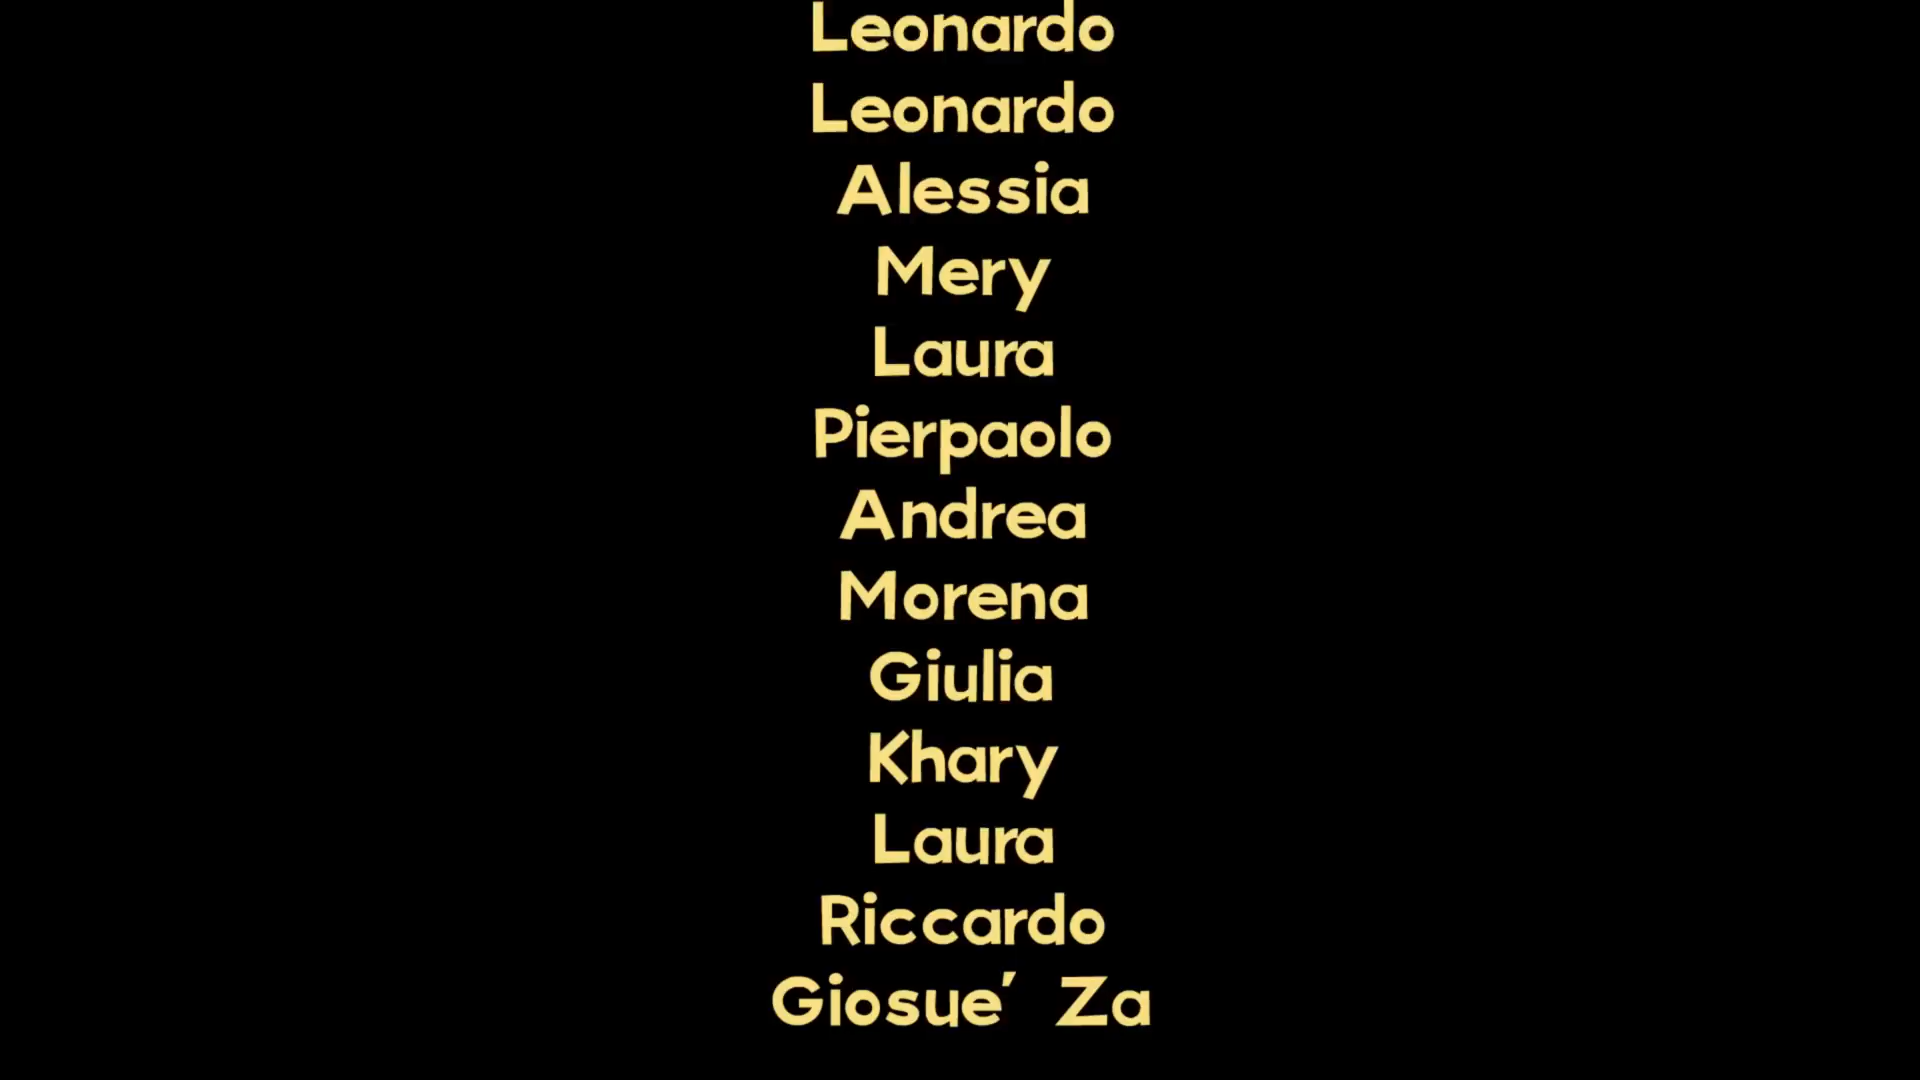 Leonardo
Leonardo
Alessia
Mery
Laura
Pierpaolo
Andrea
Morena
Giulia
Khary
Laura
Riccardo
Giosue' Za